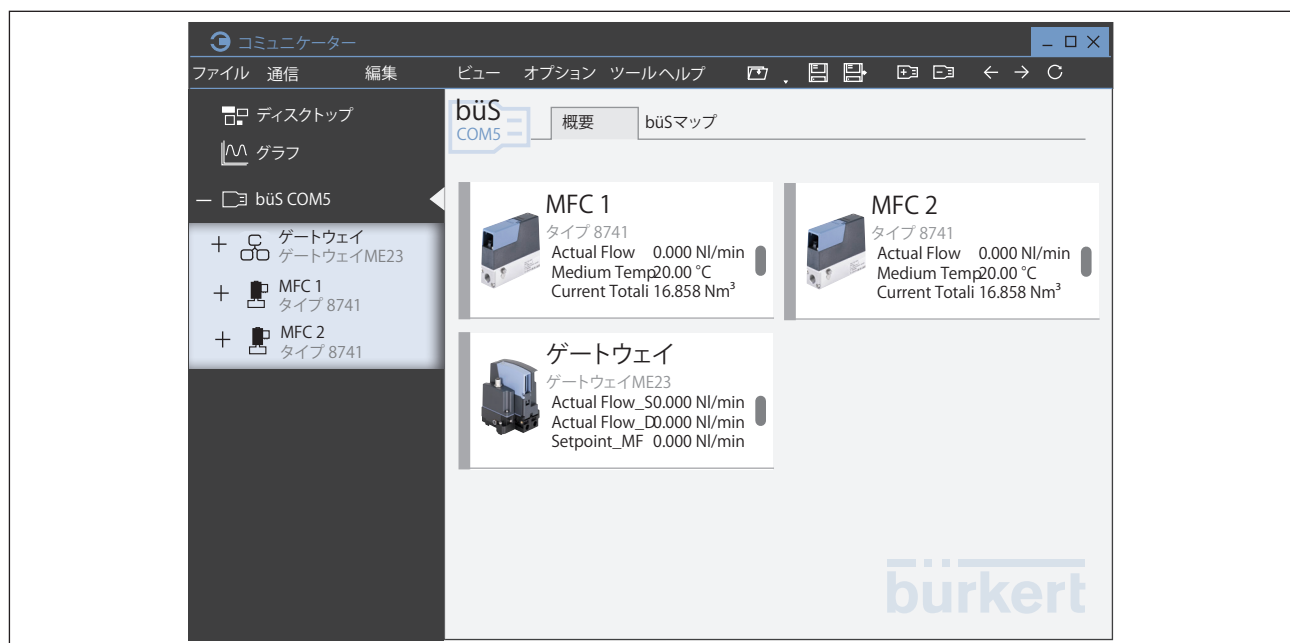 コミュニケーター
ファイル 通信 編集 ビュー オプション ツール ヘルプ
ディスクトップ
グラフ
büS COM5
ゲートウェイ
ゲートウェイME23
MFC 1
タイプ 8741
MFC 2
タイプ 8741
büS
COM5
概要 büSマップ
MFC 1
タイプ 8741
Actual Flow 0.000 Nl/min
Medium Temp20.00 °C
Current Totali 16.858 Nm³
MFC 2
タイプ 8741
Actual Flow 0.000 Nl/min
Medium Temp20.00 °C
Current Totali 16.858 Nm³
ゲートウェイ
ゲートウェイME23
Actual Flow_S0.000 Nl/min
Actual Flow_D0.000 Nl/min
Setpoint_MF 0.000 Nl/min
bürkert